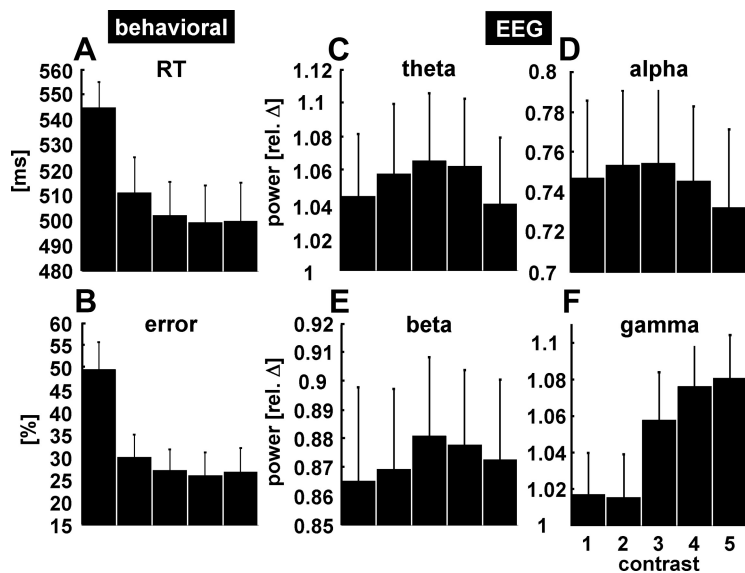 behavioral
EEG
A
RT
[ms]
560
550
540
530
520
510
500
490
480
C
theta
power [rel. Δ]
1.12
1.1
1.08
1.06
1.04
1.02
1
D
alpha
0.8
0.76
0.74
0.72
0.7
B
error
[%]
60
55
50
45
40
35
30
25
20
15
E
beta
power [rel. Δ]
0.92
0.91
0.9
0.89
0.88
0.87
0.86
0.85
F
gamma
1.1
1.08
1.06
1.04
1.02
1
1 2 3 4 5
contrast